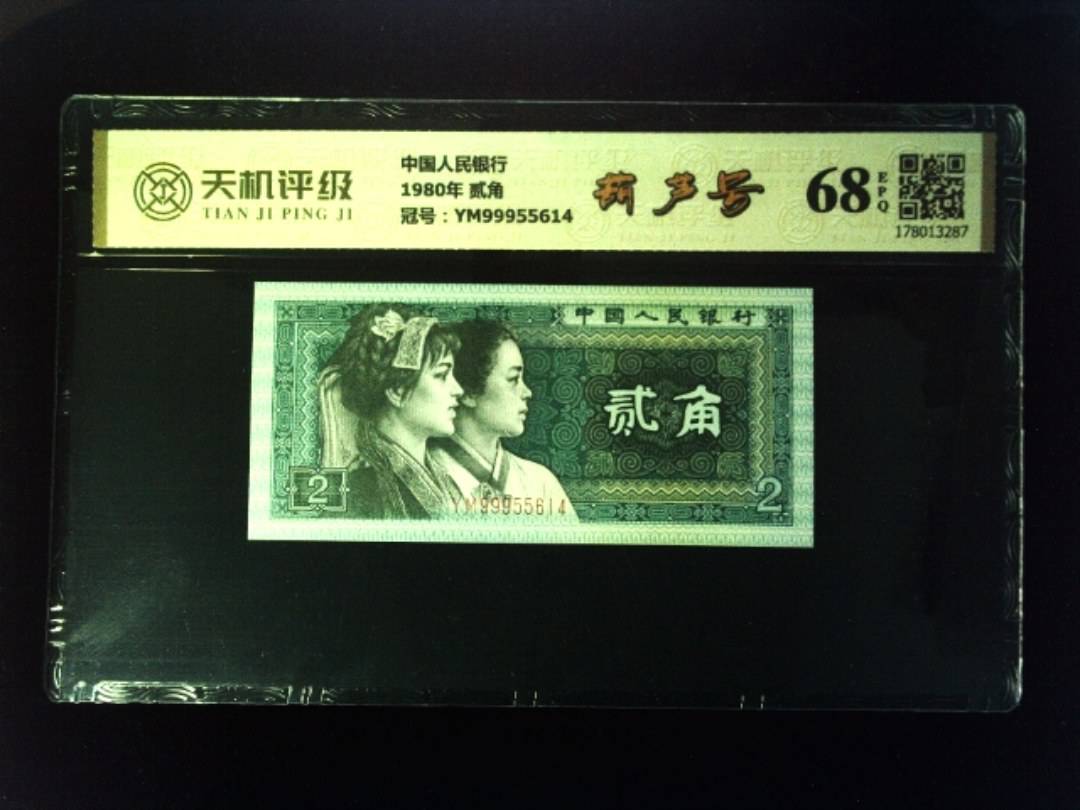 天机评级
TIAN JI PING JI
中国人民银行
1980年 贰角
冠号：YM99955614
葫芦号
68
EPQ
178013287
中国人民银行
贰角
2
YM99955614
2